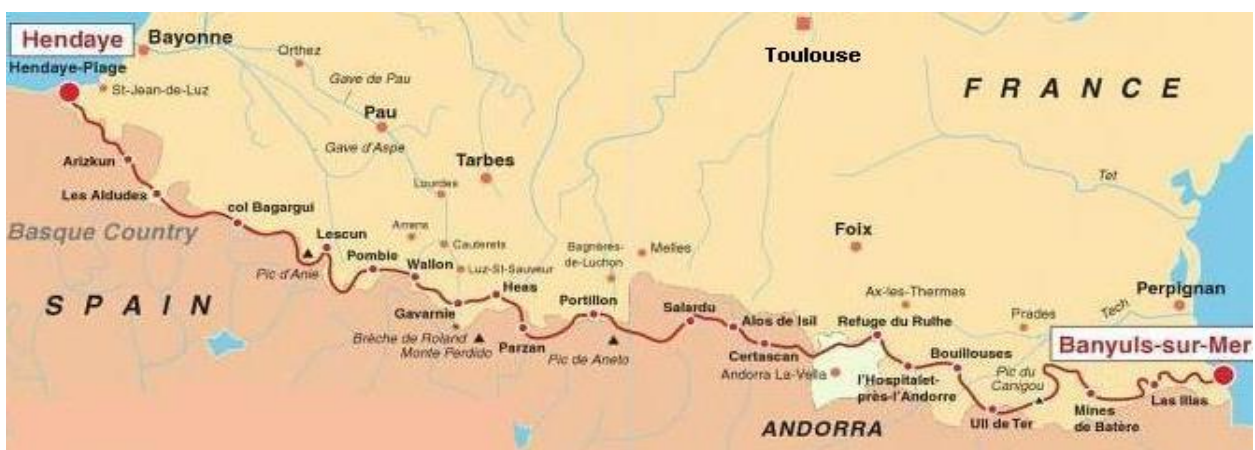 Hendaye
Hendaye-Plage
Bayonne
St-Jean-de-Luz
Orthez
Gave de Pau
Pau
Gave d'Aspe
Tarbes
Lourdes
Toulouse
FRANCE
Arizkun
Les Aldudes
Basque Country
col Bagargui
Lescun
Pic d'Anie
Pombie
Arrens
Wallon
Cauterets
Luz-St-Sauveur
Gavarnie
Heas
Brèche de Roland
Monte Perdido
Parzan
Bagnères-
de-Luchon
Melles
Portillon
Pic de Aneto
Salardu
Alos de Isil
Certascan
Foix
Ax-les-Thermes
Refuge du Rulhe
Andorra La-Vella
l'Hospitalet-
près-l'Andorre
Bouillouses
Prades
Pic du
Canigou
Ull de Ter
Mines
de Batère
Las Illas
Tet
Tech
Perpignan
Banyuls-sur-Mer
SPAIN
ANDORRA